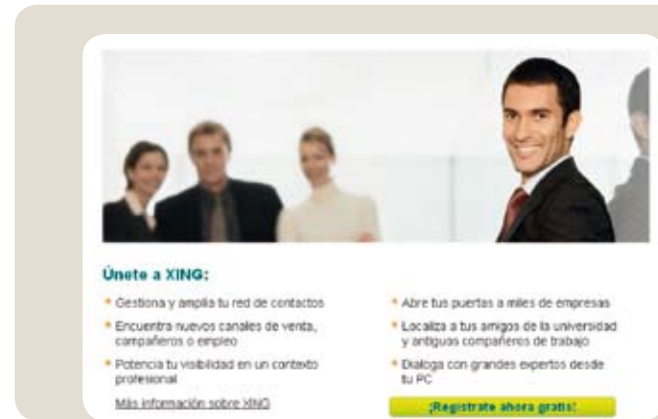 Únete a XING:
Gestiona y amplia tu red de contactos
Encuentra nuevos canales de venta,
compañeros o empleo
Potencia tu visibilidad en un contexto
profesional
Más información sobre XING
Abre tus puertas a miles de empresas
Localiza a tus amigos de la universidad
y antiguos compañeros de trabajo
Dialoga con grandes expertos desde
tu PC
¡Regístrate ahora gratis!